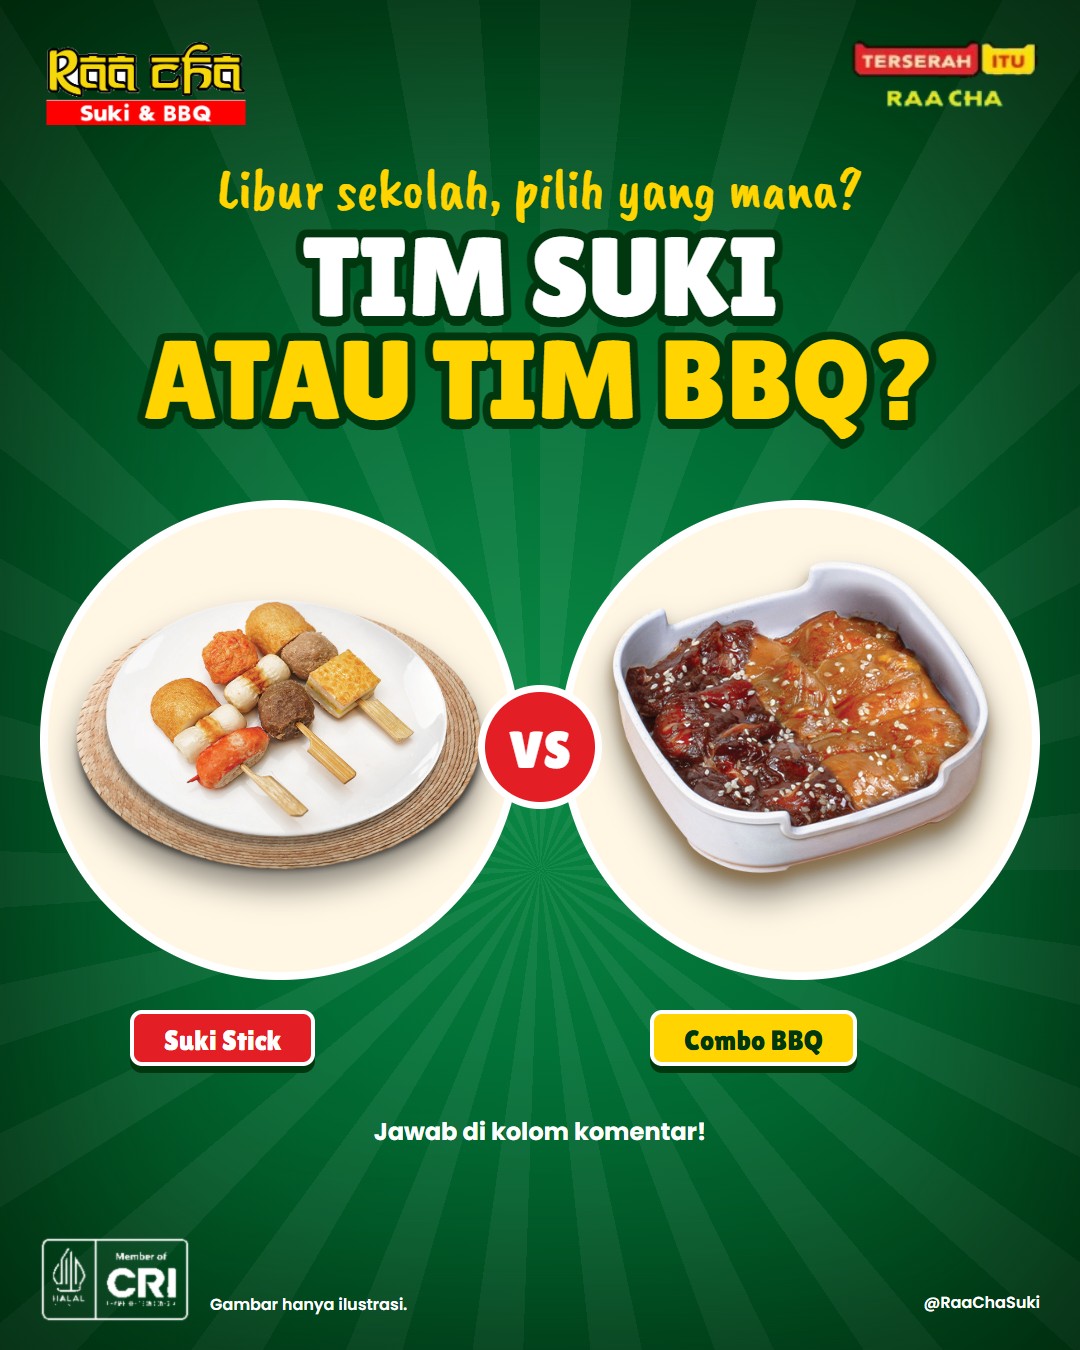 Raa cha
Suki & BBQ
TERSERAH ITU
RAA CHA
Libur sekolah, pilih yang mana?
TIM SUKI
ATAU TIM BBQ?
VS
Suki Stick
Combo BBQ
Jawab di kolom komentar!
HALAL
Member of
CRI
Gambar hanya ilustrasi.
@RaaChaSuki